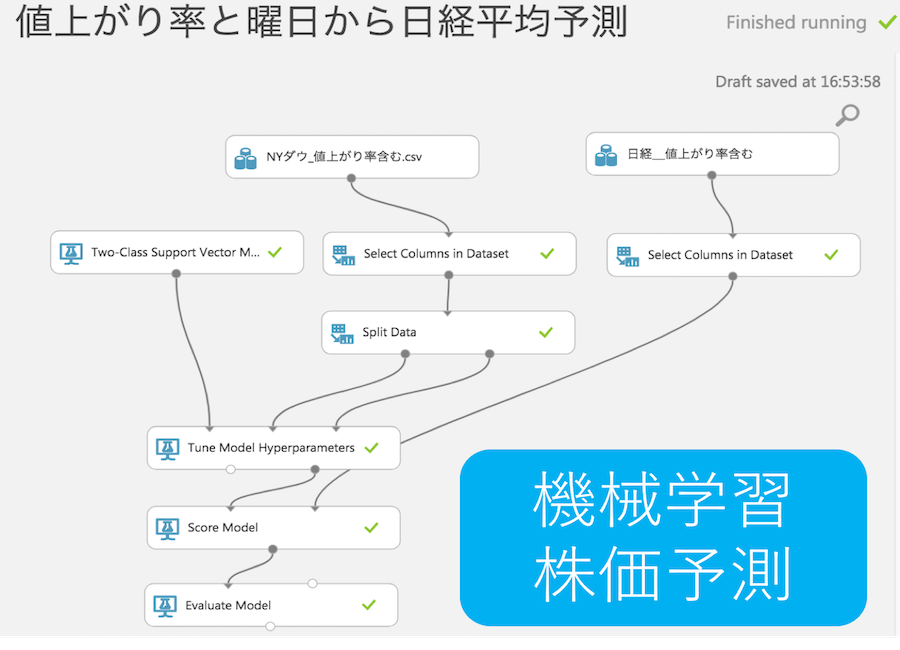 値上がり率と曜日から日経平均予測
Finished running
Draft saved at 16:53:58
NYダウ_値上がり率含む.csv
日経__値上がり率含む
Two-Class Support Vector M...
Select Columns in Dataset
Select Columns in Dataset
Split Data
Tune Model Hyperparameters
Score Model
Evaluate Model
機械学習
株価予測